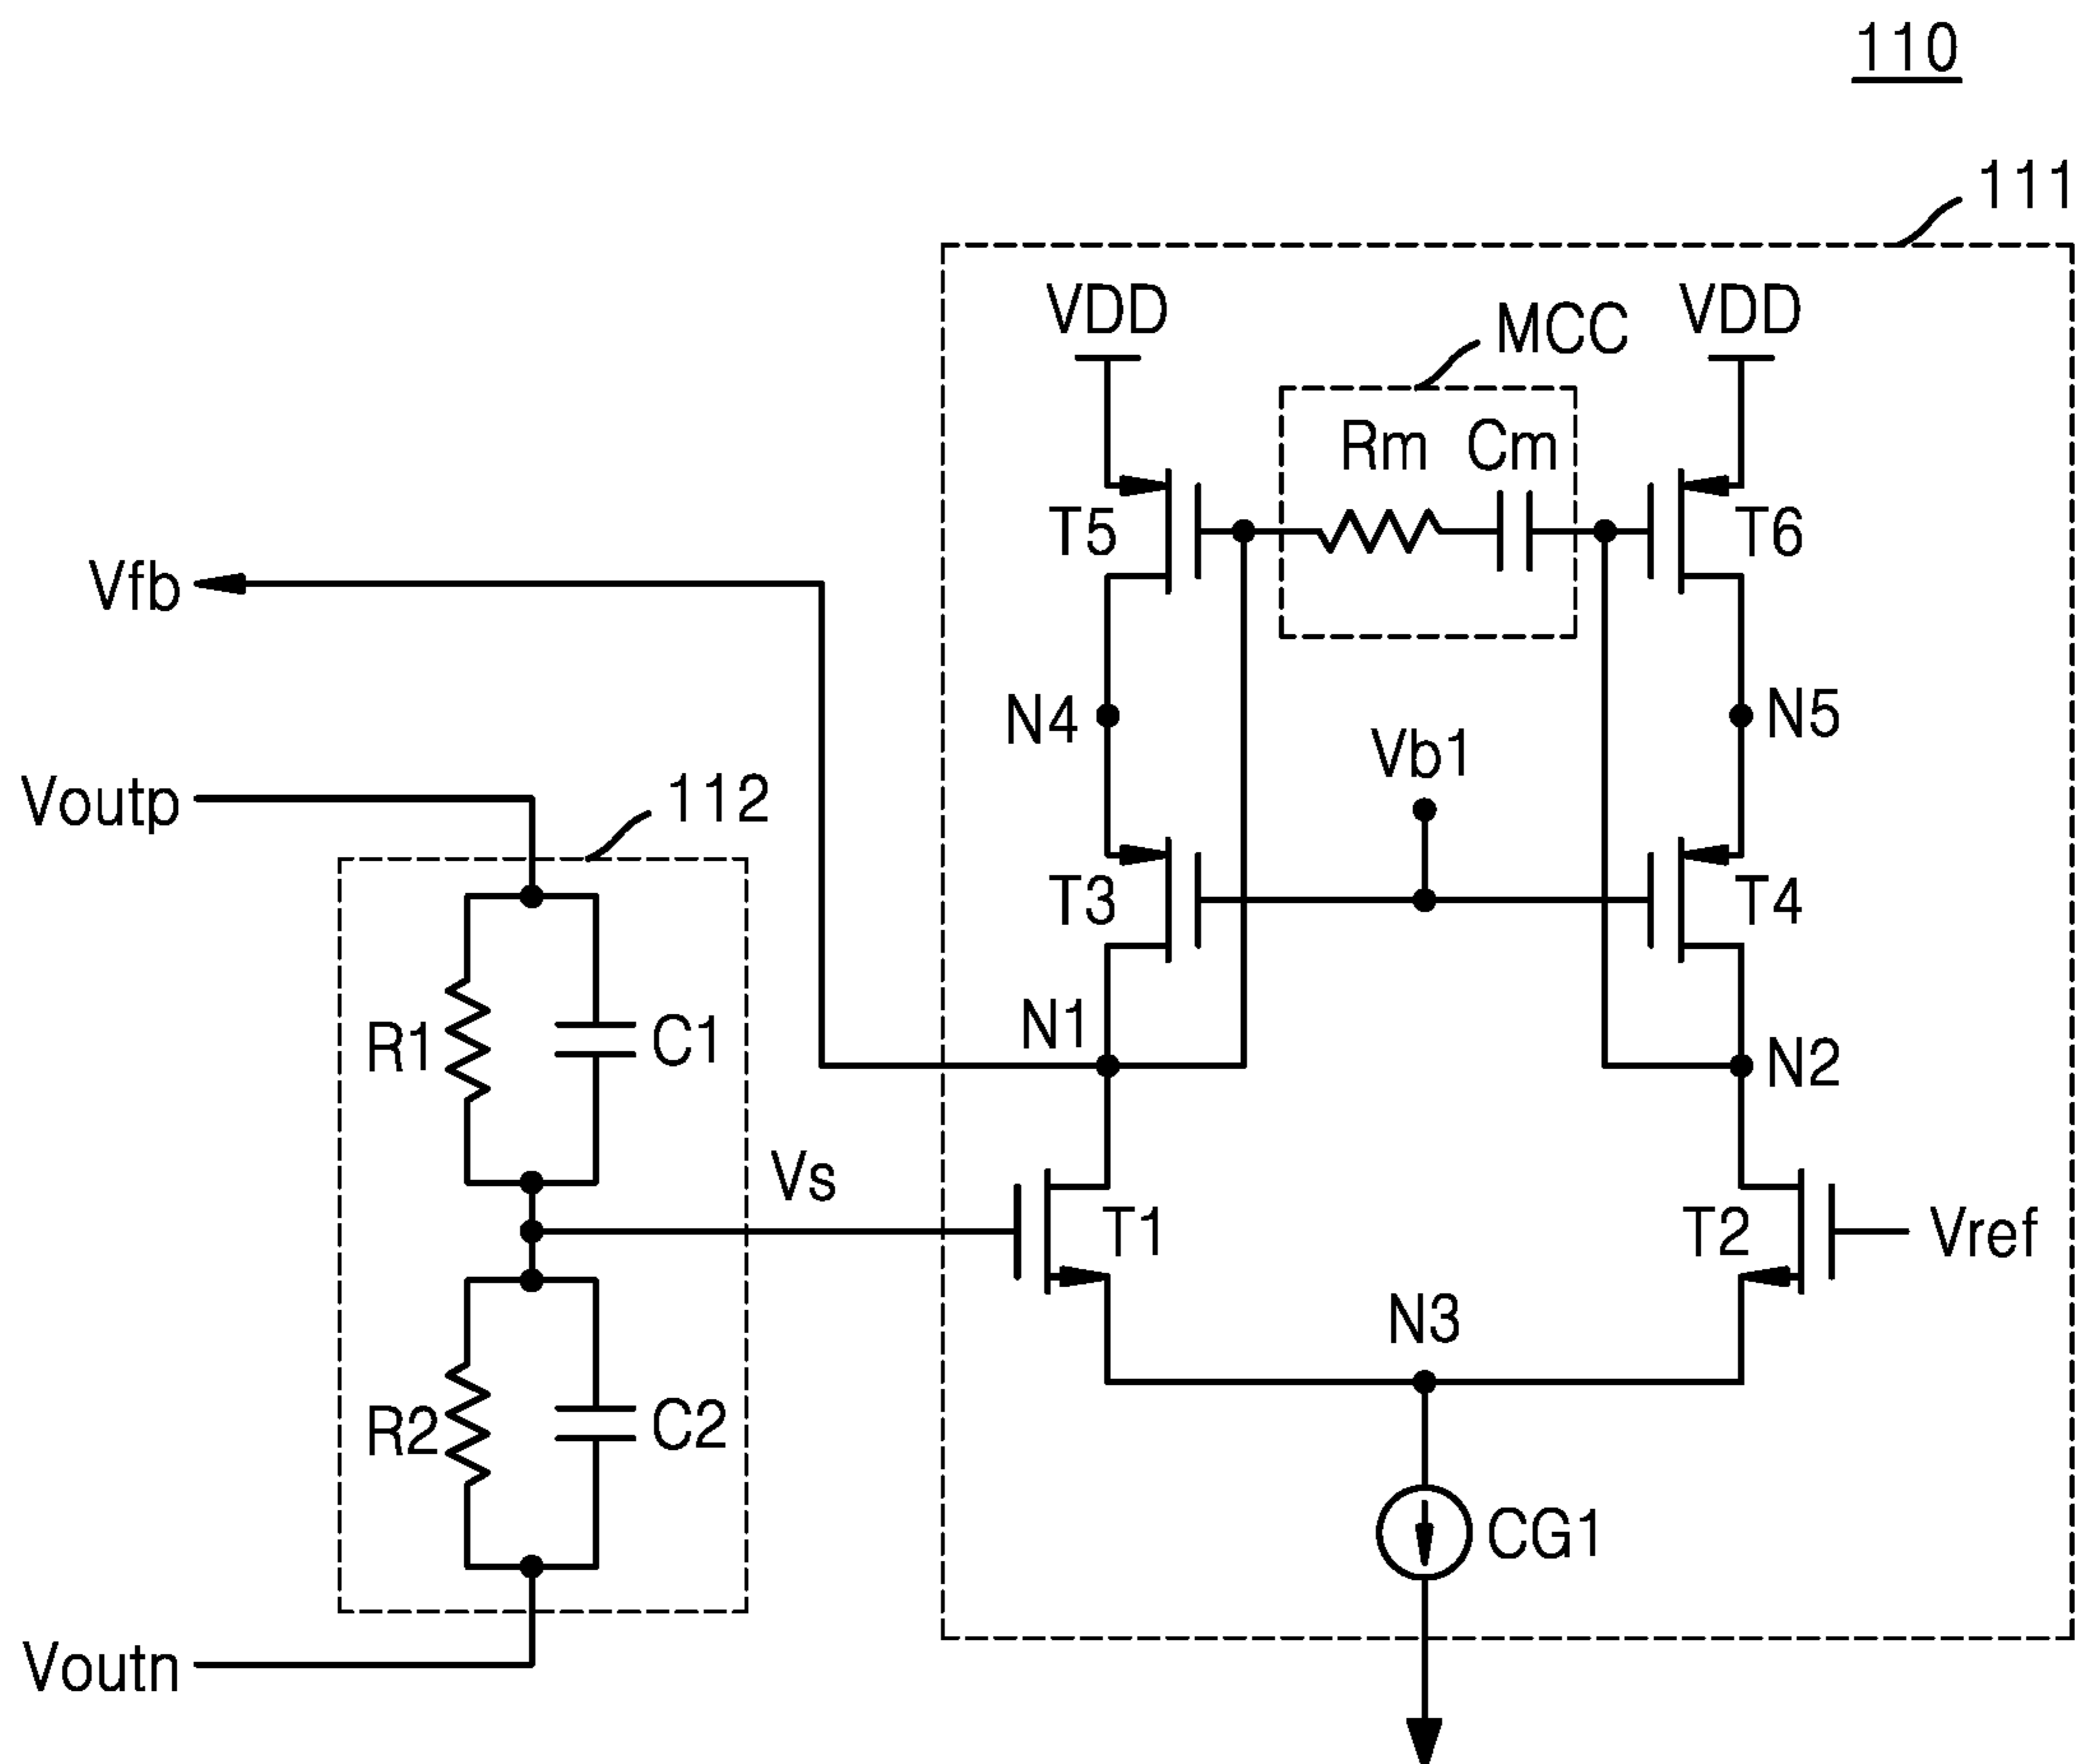 110
111
VDD
MCC
VDD
Rm
Cm
T5
T6
Vfb
N4
N5
Vb1
Voutp
112
T3
T4
N1
R1
C1
N2
Vs
T1
T2
Vref
N3
R2
C2
CG1
Voutn